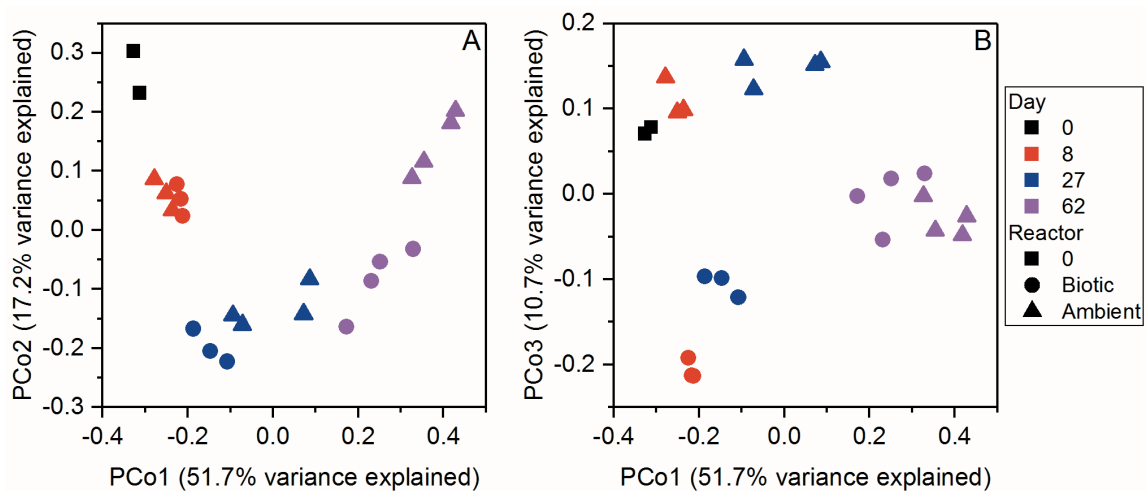 A
0.3
0.2
0.1
0.0
-0.1
-0.2
-0.3
PCo2 (17.2% variance explained)
-0.4
-0.2
0.0
0.2
0.4
PCo1 (51.7% variance explained)
B
0.2
0.1
0.0
-0.1
-0.2
PCo3 (10.7% variance explained)
-0.4
-0.2
0.0
0.2
0.4
PCo1 (51.7% variance explained)
Day
0
8
27
62
Reactor
0
Biotic
Ambient